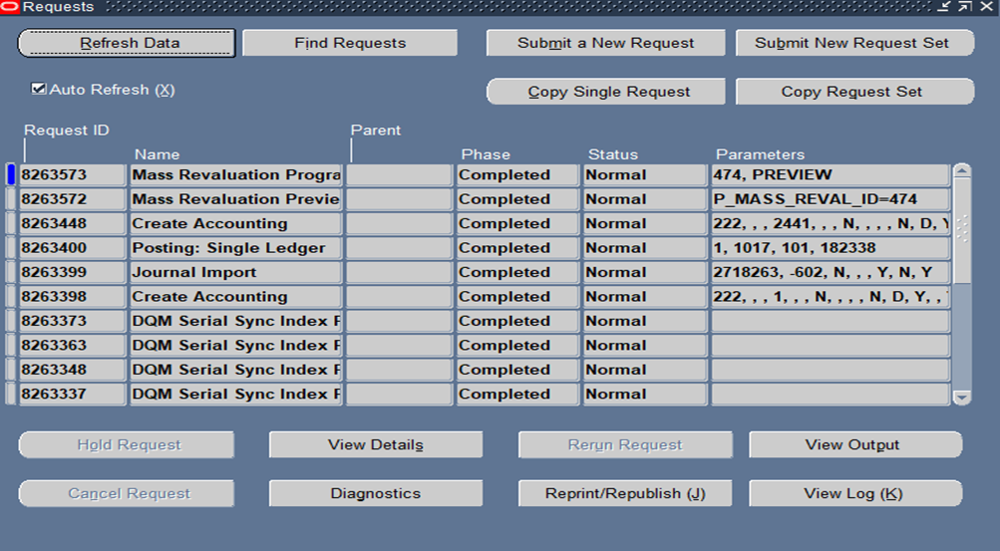 Requests
Refresh Data Find Requests Submit a New Request Submit New Request Set
Auto Refresh (X) Copy Single Request Copy Request Set
Request ID Parent
Name Phase Status Parameters
8263573 Mass Revaluation Progra Completed Normal 474, PREVIEW
8263572 Mass Revaluation Previe Completed Normal P_MASS_REVAL_ID=474
8263448 Create Accounting Completed Normal 222, , , 2441, , , N, , , , N, D, Y
8263400 Posting: Single Ledger Completed Normal 1, 1017, 101, 182338
8263399 Journal Import Completed Normal 2718263, -602, N, , , Y, N, Y
8263398 Create Accounting Completed Normal 222, , , 1, , , N, , , , N, D, Y, ,
8263373 DQM Serial Sync Index Completed Normal
8263363 DQM Serial Sync Index Completed Normal
8263348 DQM Serial Sync Index Completed Normal
8263337 DQM Serial Sync Index Completed Normal
Hold Request View Details Rerun Request View Output
Cancel Request Diagnostics Reprint/Republish (J) View Log (K)